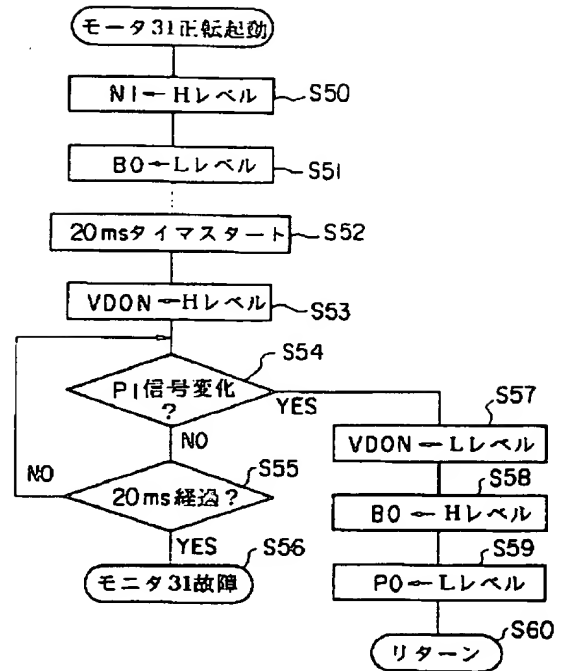 モータ31正転起動
NI←Hレベル
S50
BO←Lレベル
S51
20msタイマスタート
S52
VDON←Hレベル
S53
S54
PI信号変化
?
YES
NO
S55
20ms経過?
NO
YES
S56
モニタ31故障
S57
VDON←Lレベル
S58
BO←Hレベル
S59
PO←Lレベル
S60
リターン